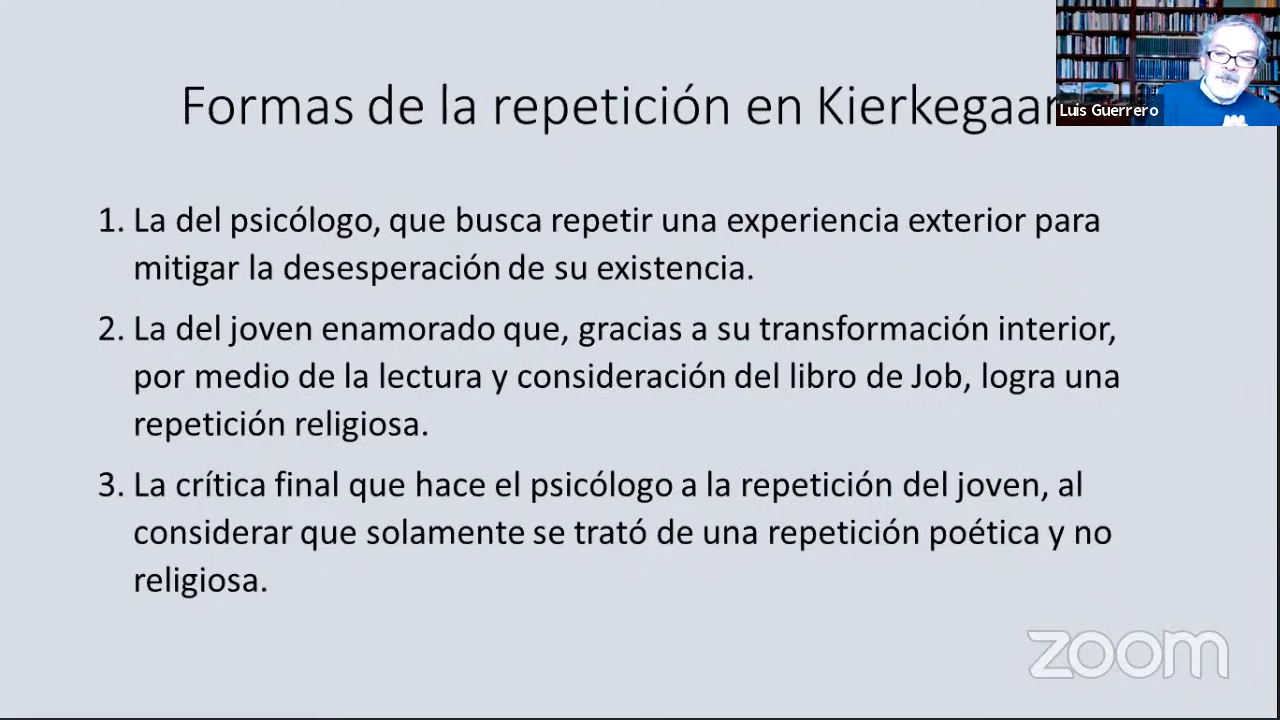 Formas de la repetición en Kierkegaar
Luis Guerrero
1. La del psicólogo, que busca repetir una experiencia exterior para
mitigar la desesperación de su existencia.
2. La del joven enamorado que, gracias a su transformación interior,
por medio de la lectura y consideración del libro de Job, logra una
repetición religiosa.
3. La crítica final que hace el psicólogo a la repetición del joven, al
considerar que solamente se trató de una repetición poética y no
religiosa.
zoom